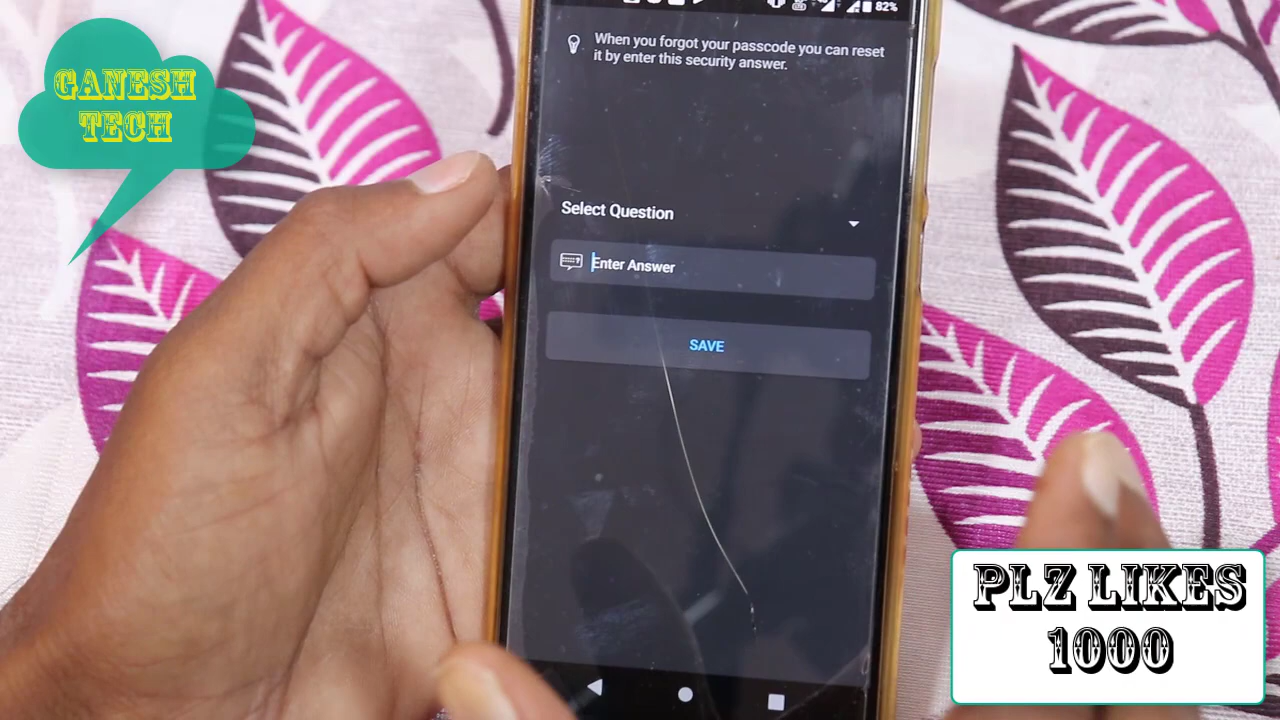 GANESH
TECH
82%
When you forgot your passcode you can reset
it by enter this security answer.
Select Question
Enter Answer
SAVE
PLZ LIKES
1000